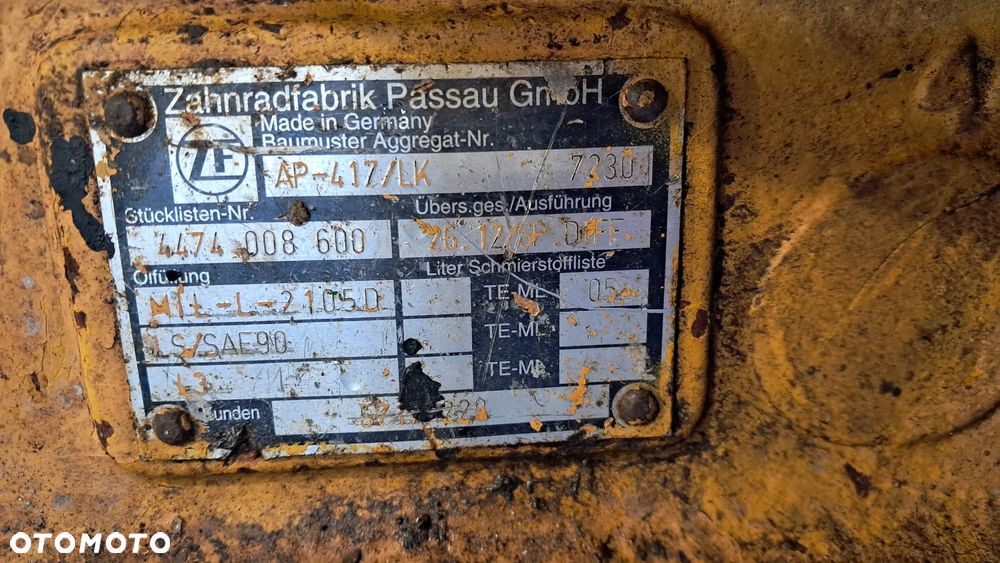 Zahnradfabrik Passau GmbH
Made in Germany
Baumuster Aggregat-Nr.
ZF
AP-417/LK 7230
Stücklisten-Nr. Übers.ges./Ausführung
4474 008 600 26.12/SP DIFF
Ölfüllung Liter Schmierstoffliste
MIL-L-2105D TE-ML 05
LS/SAE90 TE-ML
TE-ML
OTOMOTO